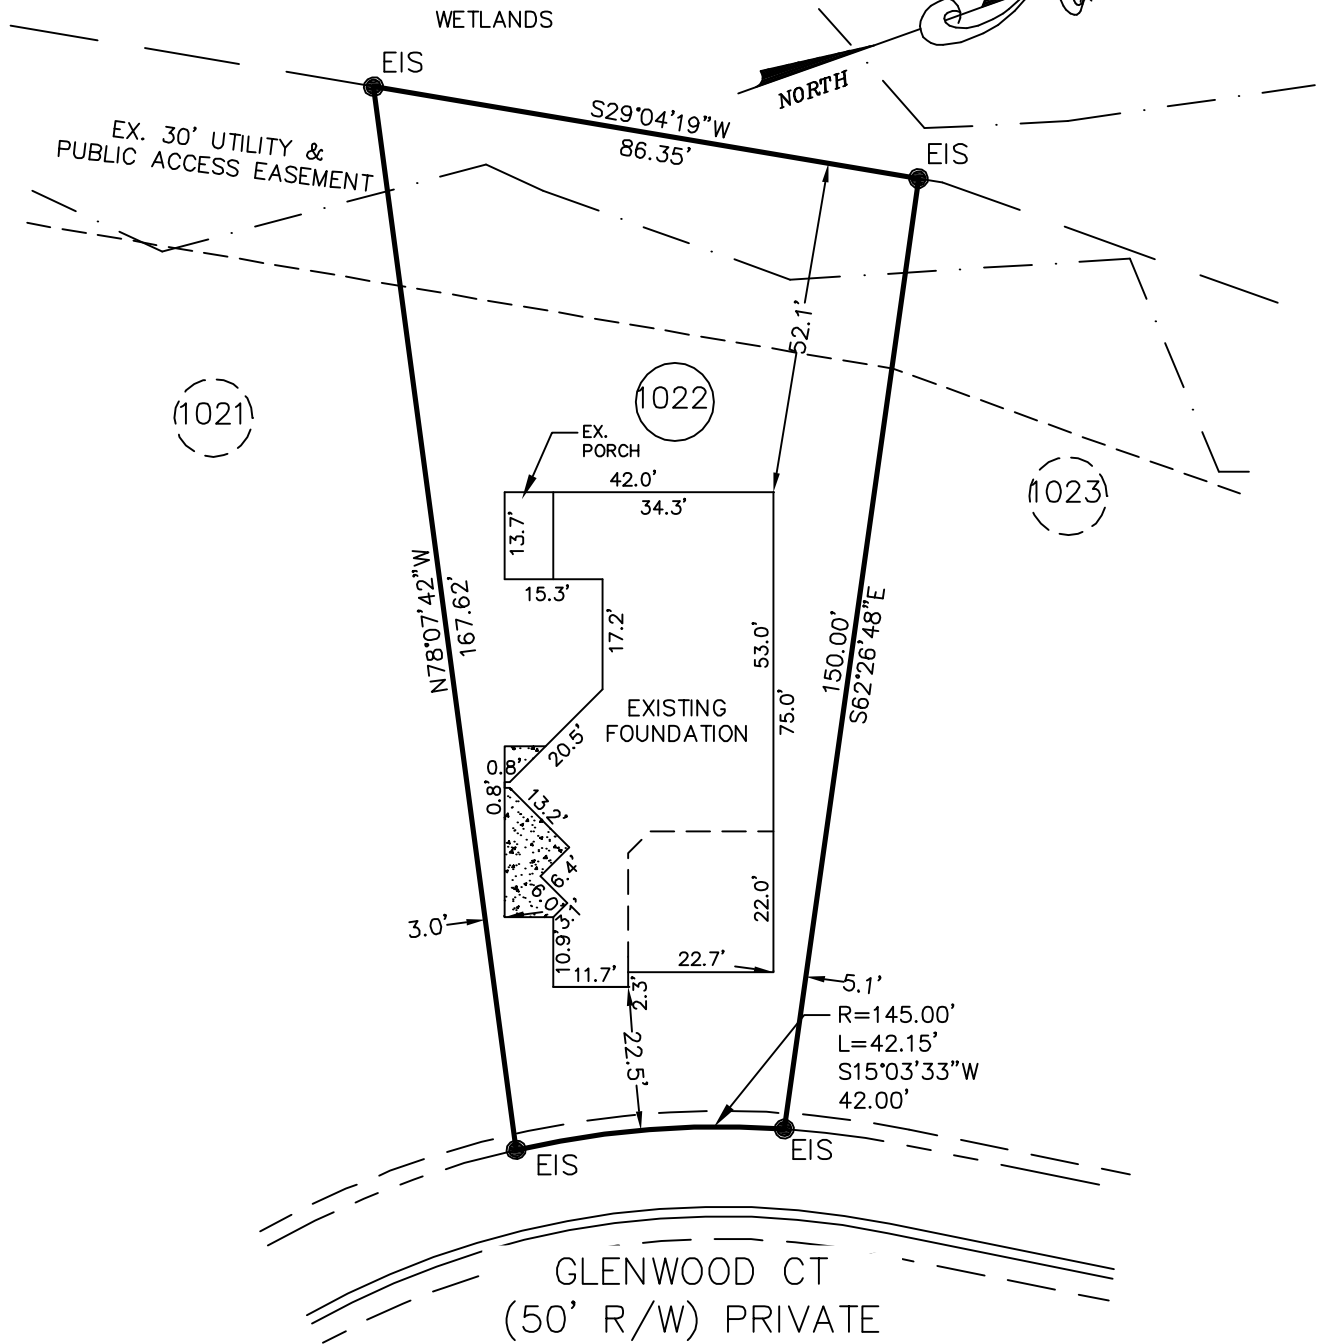 WETLANDS
NORTH
EIS
S29°04'19"W
86.35'
EIS
EX. 30' UTILITY &
PUBLIC ACCESS EASEMENT
52.1'
1021
1022
1023
EX.
PORCH
42.0'
34.3'
13.7'
15.3'
17.2'
N78°07'42"W
167.62'
53.0'
75.0'
150.00'
S62°26'48"E
EXISTING
FOUNDATION
20.5'
0.8'
0.8'
13.2'
6.4'
6.0'
3.1'
10.9'
22.0'
3.0'
11.7'
22.7'
2.3'
5.1'
22.5'
R=145.00'
L=42.15'
S15°03'33"W
42.00'
EIS
EIS
GLENWOOD CT
(50' R/W) PRIVATE